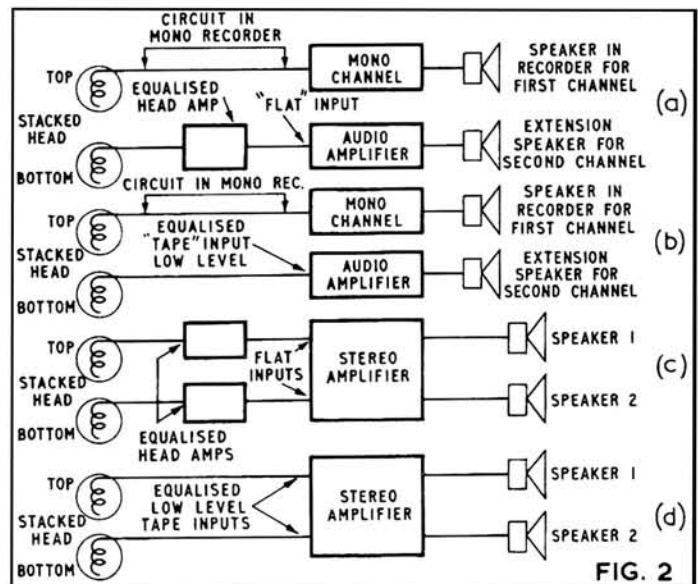 CIRCUIT IN
MONO RECORDER
TOP
EQUALISED
HEAD AMP
"FLAT" INPUT
MONO
CHANNEL
SPEAKER IN
RECORDER FOR
FIRST CHANNEL
(a)
STACKED
HEAD
BOTTOM
AUDIO
AMPLIFIER
EXTENSION
SPEAKER FOR
SECOND CHANNEL
CIRCUIT IN MONO REC.
TOP
MONO
CHANNEL
SPEAKER IN
RECORDER FOR
FIRST CHANNEL
(b)
STACKED
HEAD
EQUALISED
"TAPE" INPUT
LOW LEVEL
BOTTOM
AUDIO
AMPLIFIER
EXTENSION
SPEAKER FOR
SECOND CHANNEL
TOP
STACKED
HEAD
BOTTOM
EQUALISED
HEAD AMPS
FLAT
INPUTS
STEREO
AMPLIFIER
SPEAKER 1
(c)
SPEAKER 2
TOP
STACKED
HEAD
BOTTOM
EQUALISED
LOW LEVEL
TAPE INPUTS
STEREO
AMPLIFIER
SPEAKER 1
(d)
SPEAKER 2
FIG. 2